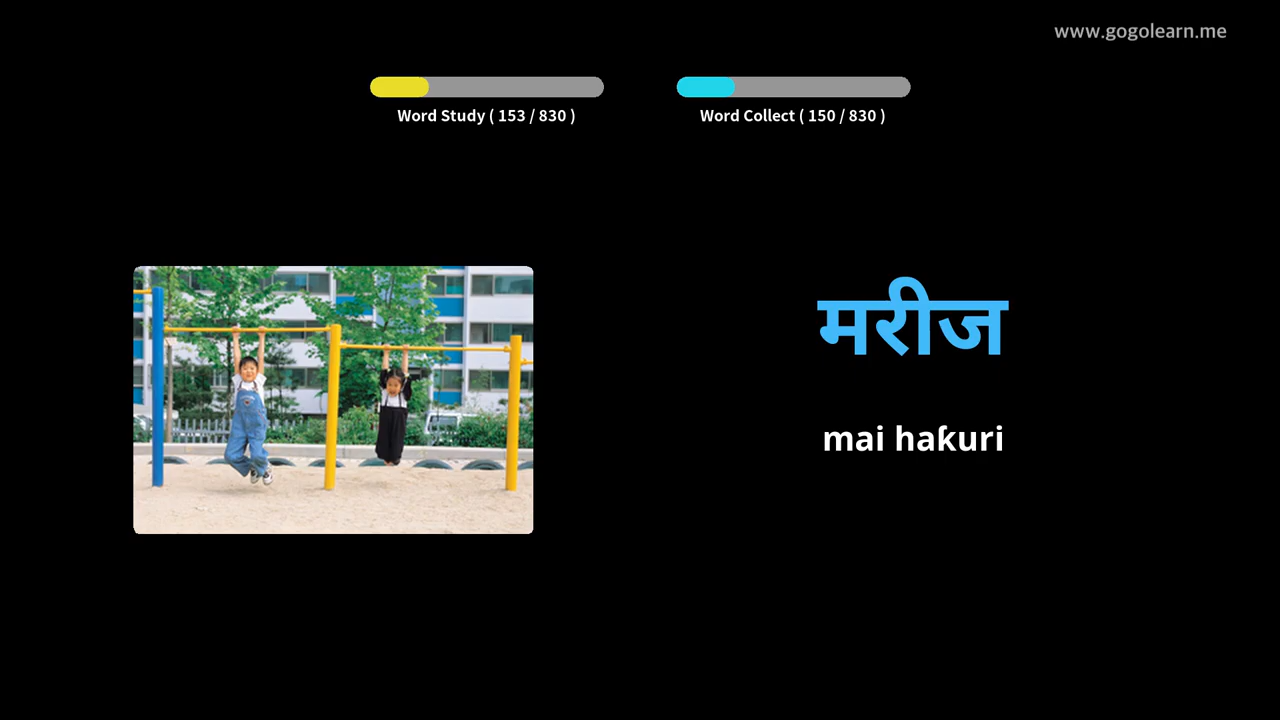 www.gogolearn.me
Word Study ( 153 / 830 )
Word Collect ( 150 / 830 )
मरीज
mai haƙuri